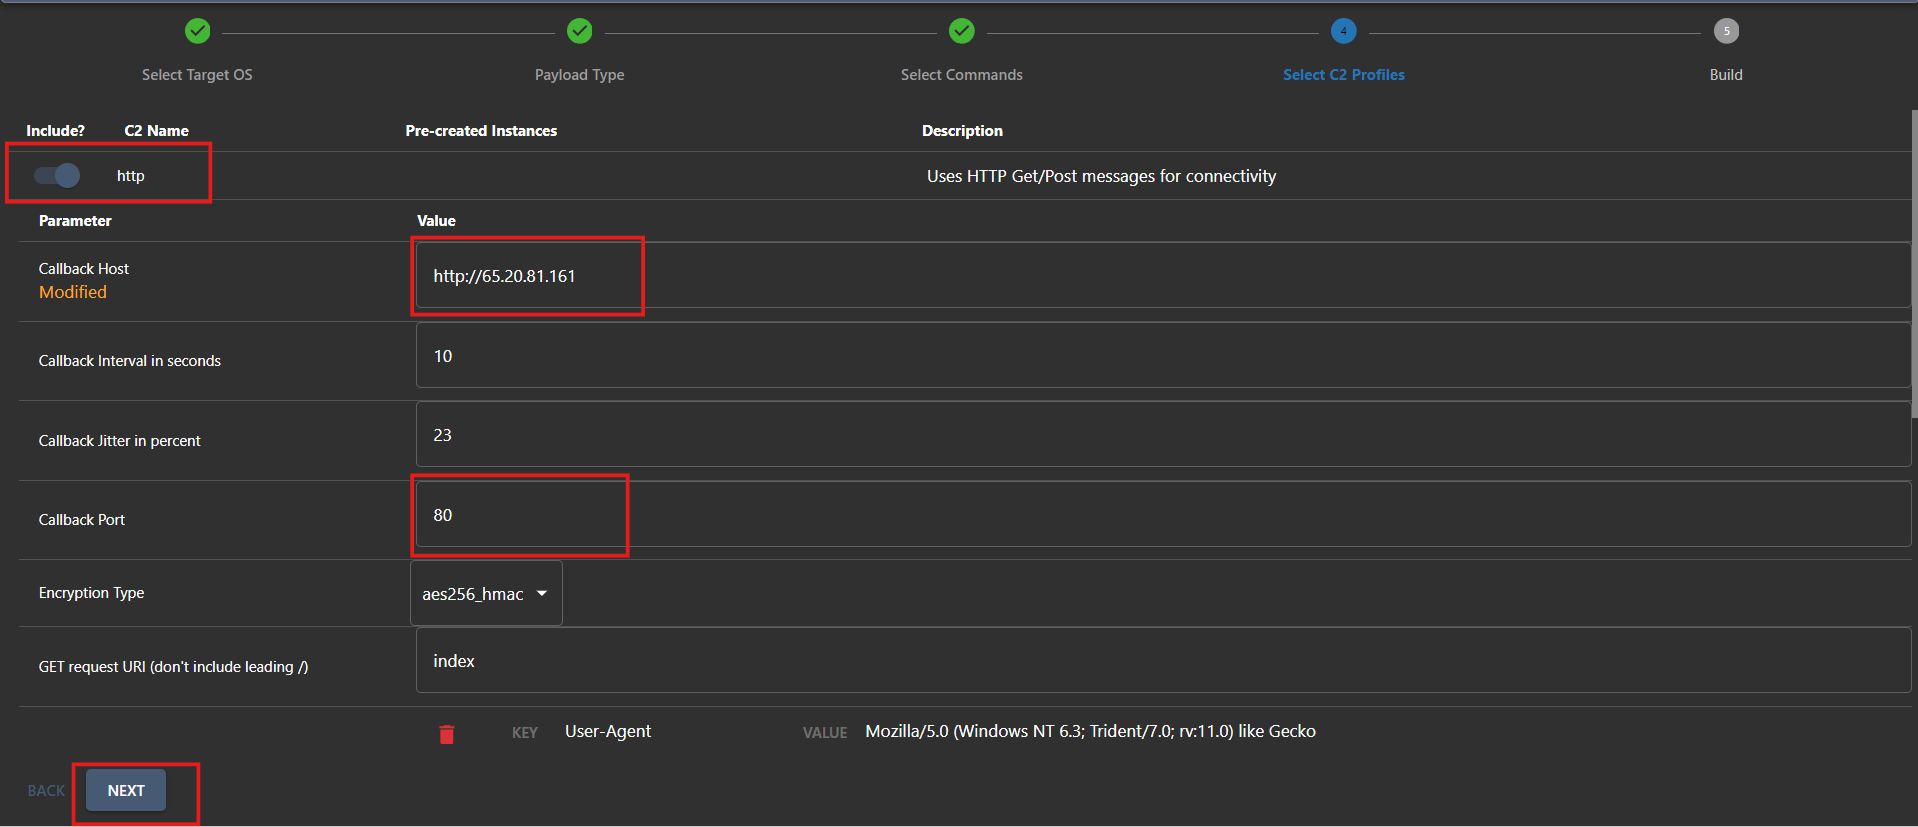 4
5
Select Target OS
Payload Type
Select Commands
Select C2 Profiles
Build
Include?
C2 Name
Pre-created Instances
Description
http
Uses HTTP Get/Post messages for connectivity
Parameter
Value
Callback Host
Modified
http://65.20.81.161
Callback Interval in seconds
10
Callback Jitter in percent
23
Callback Port
80
Encryption Type
aes256_hmac
GET request URI (don't include leading /)
index
KEY
User-Agent
VALUE
Mozilla/5.0 (Windows NT 6.3; Trident/7.0; rv:11.0) like Gecko
BACK
NEXT